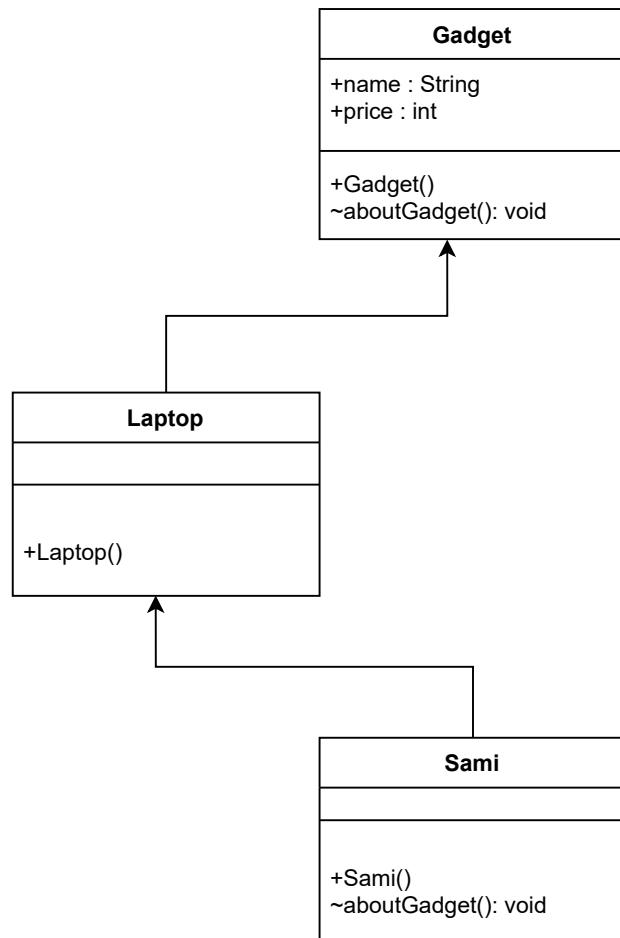 Gadget
+name : String
+price : int
+Gadget()
~aboutGadget(): void
Laptop
+Laptop()
Sami
+Sami()
~aboutGadget(): void